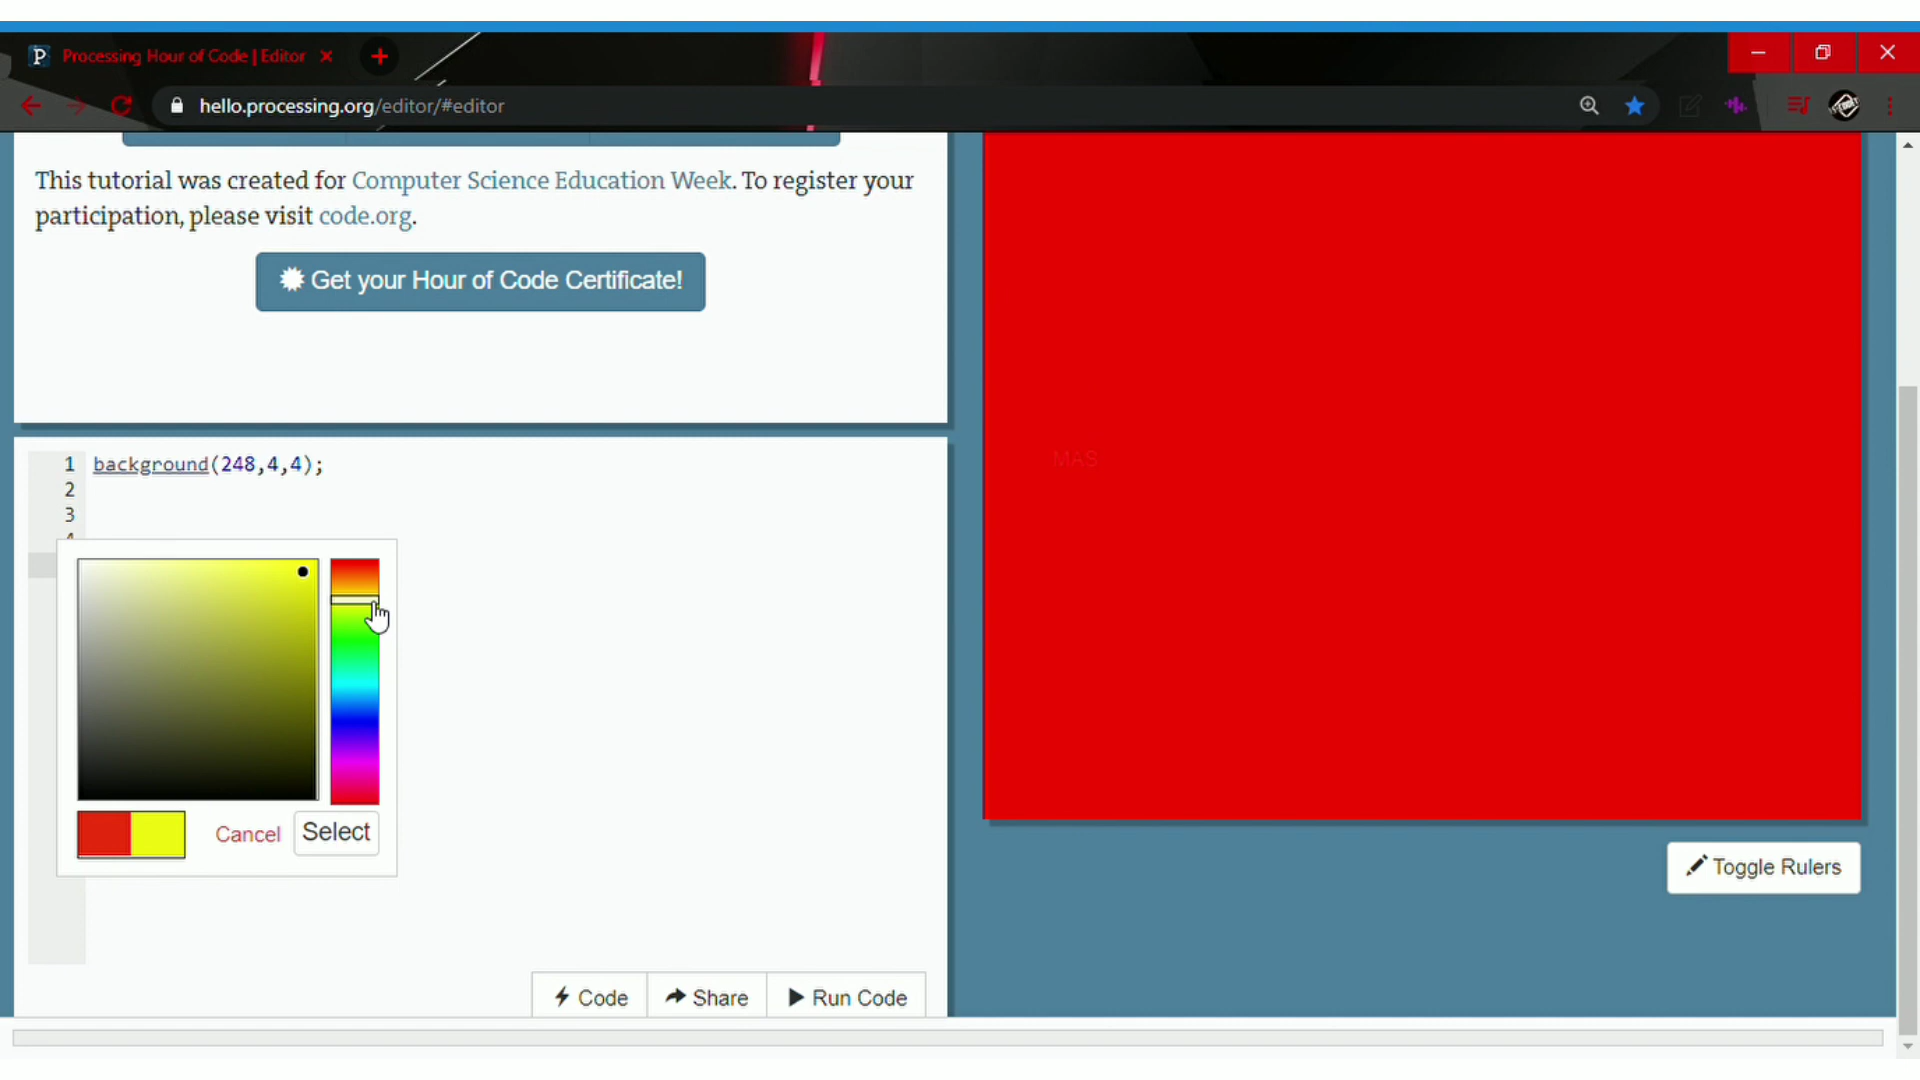 Processing Hour of Code | Editor
hello.processing.org/editor/#editor
This tutorial was created for Computer Science Education Week. To register your
participation, please visit code.org.
Get your Hour of Code Certificate!
1 background(248,4,4);
2
3
4
MAS
Cancel Select
Toggle Rulers
Code Share Run Code